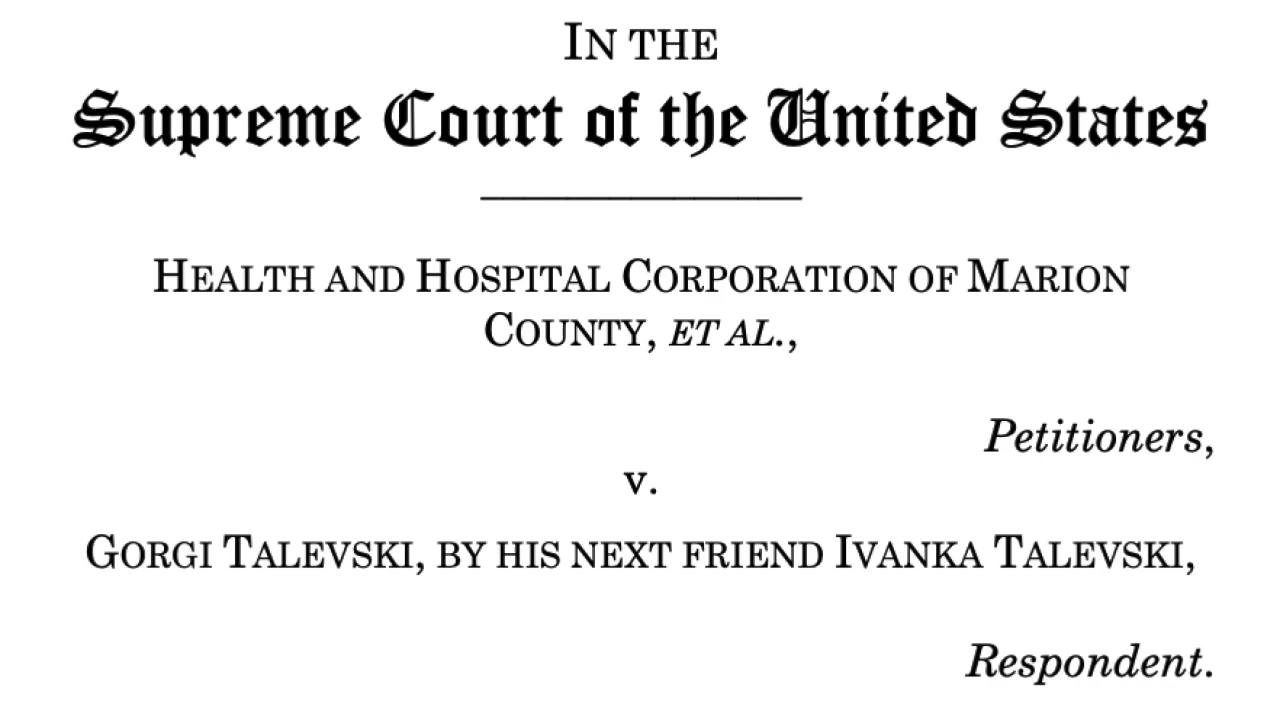 IN THE
Supreme Court of the United States
HEALTH AND HOSPITAL CORPORATION OF MARION
COUNTY, ET AL.,
Petitioners,
v.
GORGI TALEVSKI, BY HIS NEXT FRIEND IVANKA TALEVSKI,
Respondent.